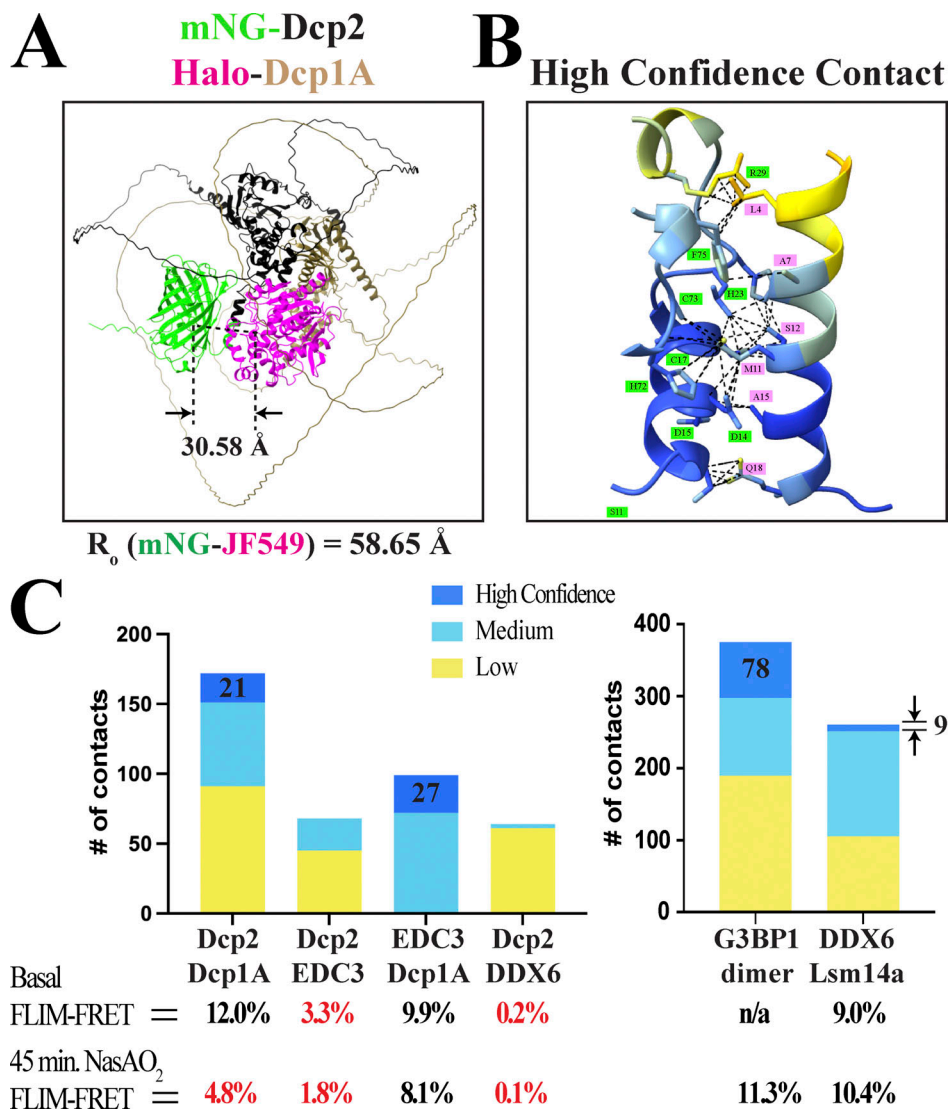 A
mNG-Dcp2
Halo-Dcp1A
30.58 Å
Ro (mNG-JF549) = 58.65 Å
B
High Confidence Contact
R29
L4
F75
A7
C73
H23
S12
C17
M11
H72
A15
D15
D14
Q18
S11
C
High Confidence
Medium
Low
# of contacts
200
150
100
50
0
21
27
Dcp2 Dcp2 EDC3 Dcp2
Dcp1A EDC3 Dcp1A DDX6
# of contacts
400
300
200
100
0
78
9
G3BP1 DDX6
dimer Lsm14a
Basal
FLIM-FRET = 12.0% 3.3% 9.9% 0.2% n/a 9.0%
45 min. NasAO2
FLIM-FRET = 4.8% 1.8% 8.1% 0.1% 11.3% 10.4%